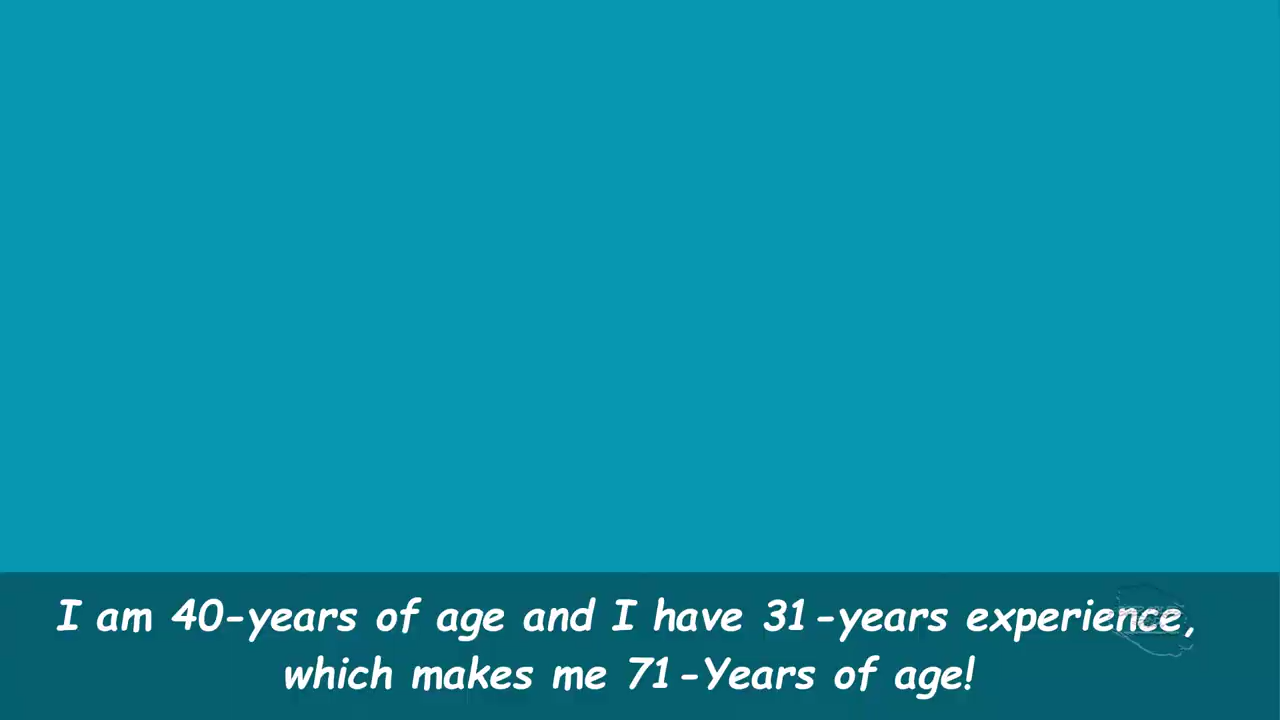 I am 40-years of age and I have 31-years experience,
which makes me 71-Years of age!